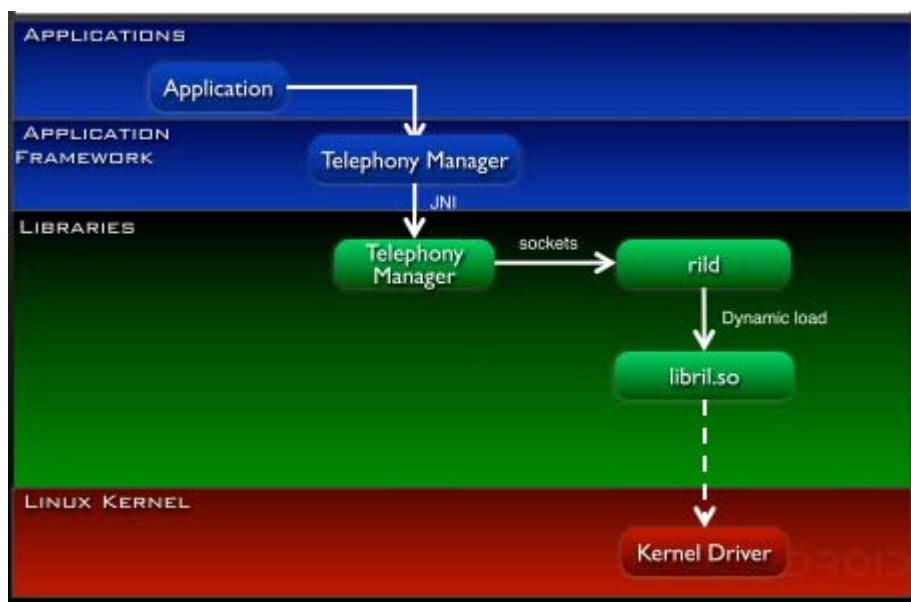 APPLICATIONS
Application
APPLICATION
FRAMEWORK
Telephony Manager
JNI
LIBRARIES
Telephony
Manager
sockets
rild
Dynamic load
libril.so
LINUX KERNEL
Kernel Driver